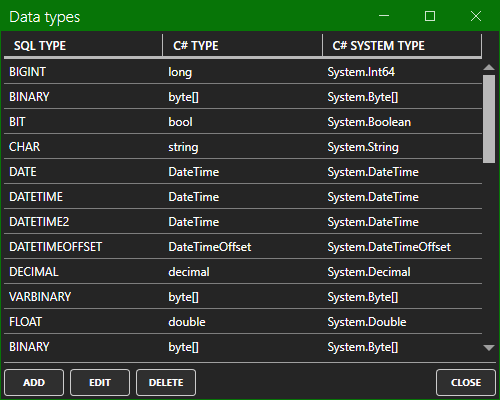 Data types
SQL TYPE C# TYPE C# SYSTEM TYPE
BIGINT long System.Int64
BINARY byte[] System.Byte[]
BIT bool System.Boolean
CHAR string System.String
DATE DateTime System.DateTime
DATETIME DateTime System.DateTime
DATETIME2 DateTime System.DateTime
DATETIMEOFFSET DateTimeOffset System.DateTimeOffset
DECIMAL decimal System.Decimal
VARBINARY byte[] System.Byte[]
FLOAT double System.Double
BINARY byte[] System.Byte[]
ADD EDIT DELETE CLOSE